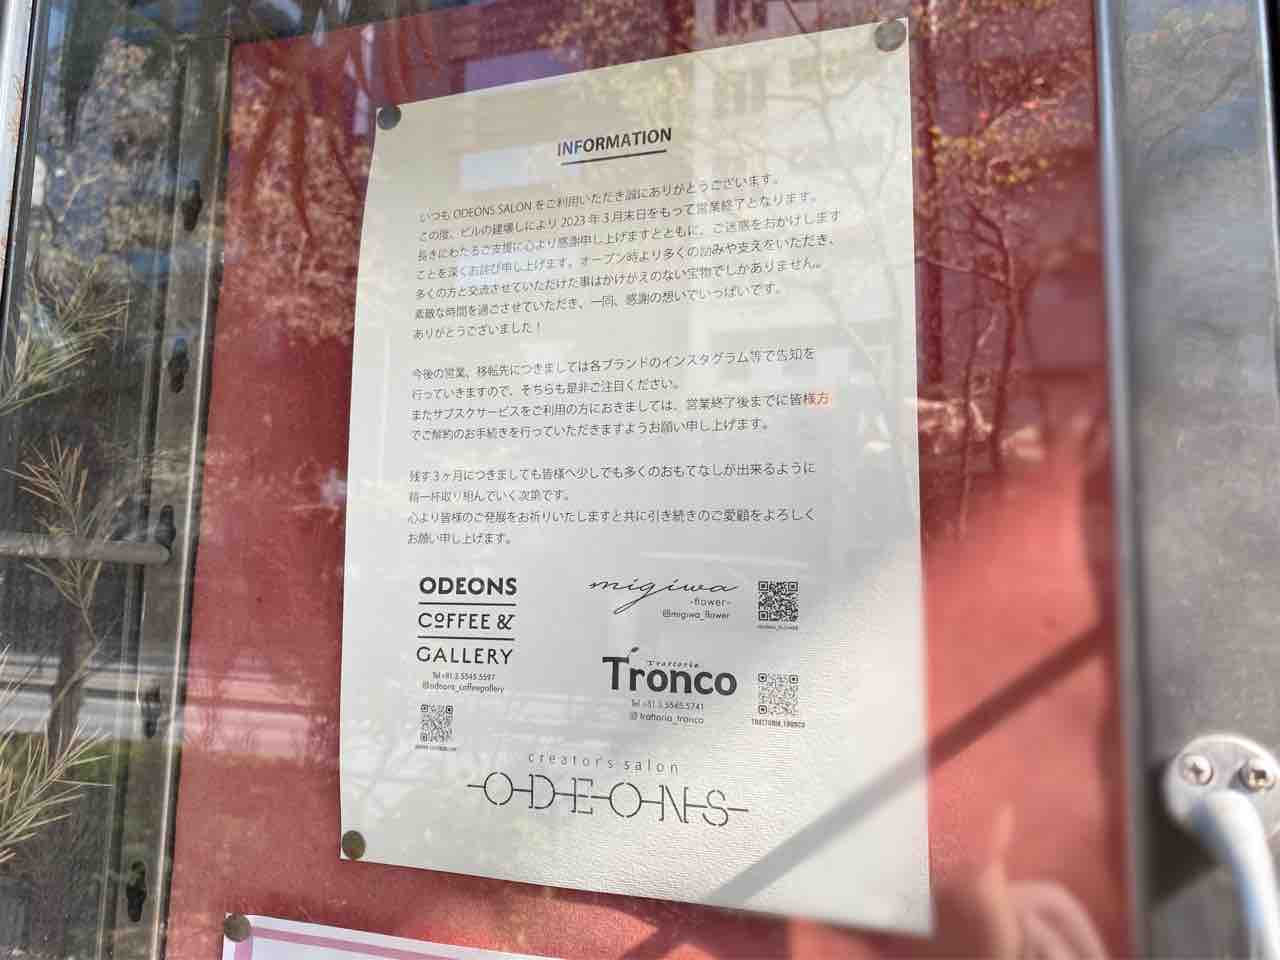 INFORMATION
いつも ODEONS SALON をご利用いただき誠にありがとうございます。
この度、ビルの建壊しにより 2023 年 3 月末日をもって営業終了となります。
長きにわたるご支援に心より感謝申し上げますとともに、ご迷惑をおかけします
ことを深くお詫び申し上げます。オープン時より多くの励みや支えをいただき、
多くの方と交流させていただけた事はかけがえのない宝物でしかありません。
素敵な時間を過ごさせていただき、一同、感謝の想いでいっぱいです。
ありがとうございました！
今後の営業、移転先につきましては各ブランドのインスタグラム等で告知を
行っていきますので、そちらも是非ご注目ください。
またサブスクサービスをご利用の方におきましては、営業終了後までに皆様方
でご解約のお手続きを行っていただきますようお願い申し上げます。
残す 3 ヶ月につきましても皆様へ少しでも多くのおもてなしが出来るように
精一杯取り組んでいく次第です。
心より皆様のご発展をお祈りいたしますと共に引き続きのご愛顧をよろしく
お願い申し上げます。
ODEONS
COFFEE &
GALLERY
Tel +81.3.5545.5597
@odeons_coffeegallery
migiwa
-flower-
@migiwa_flower
Trattoria
Tronco
Tel +81.3.5545.5741
@trattoria_tronco
TRATTORIA_TRONCO
creator's salon
ODEONS